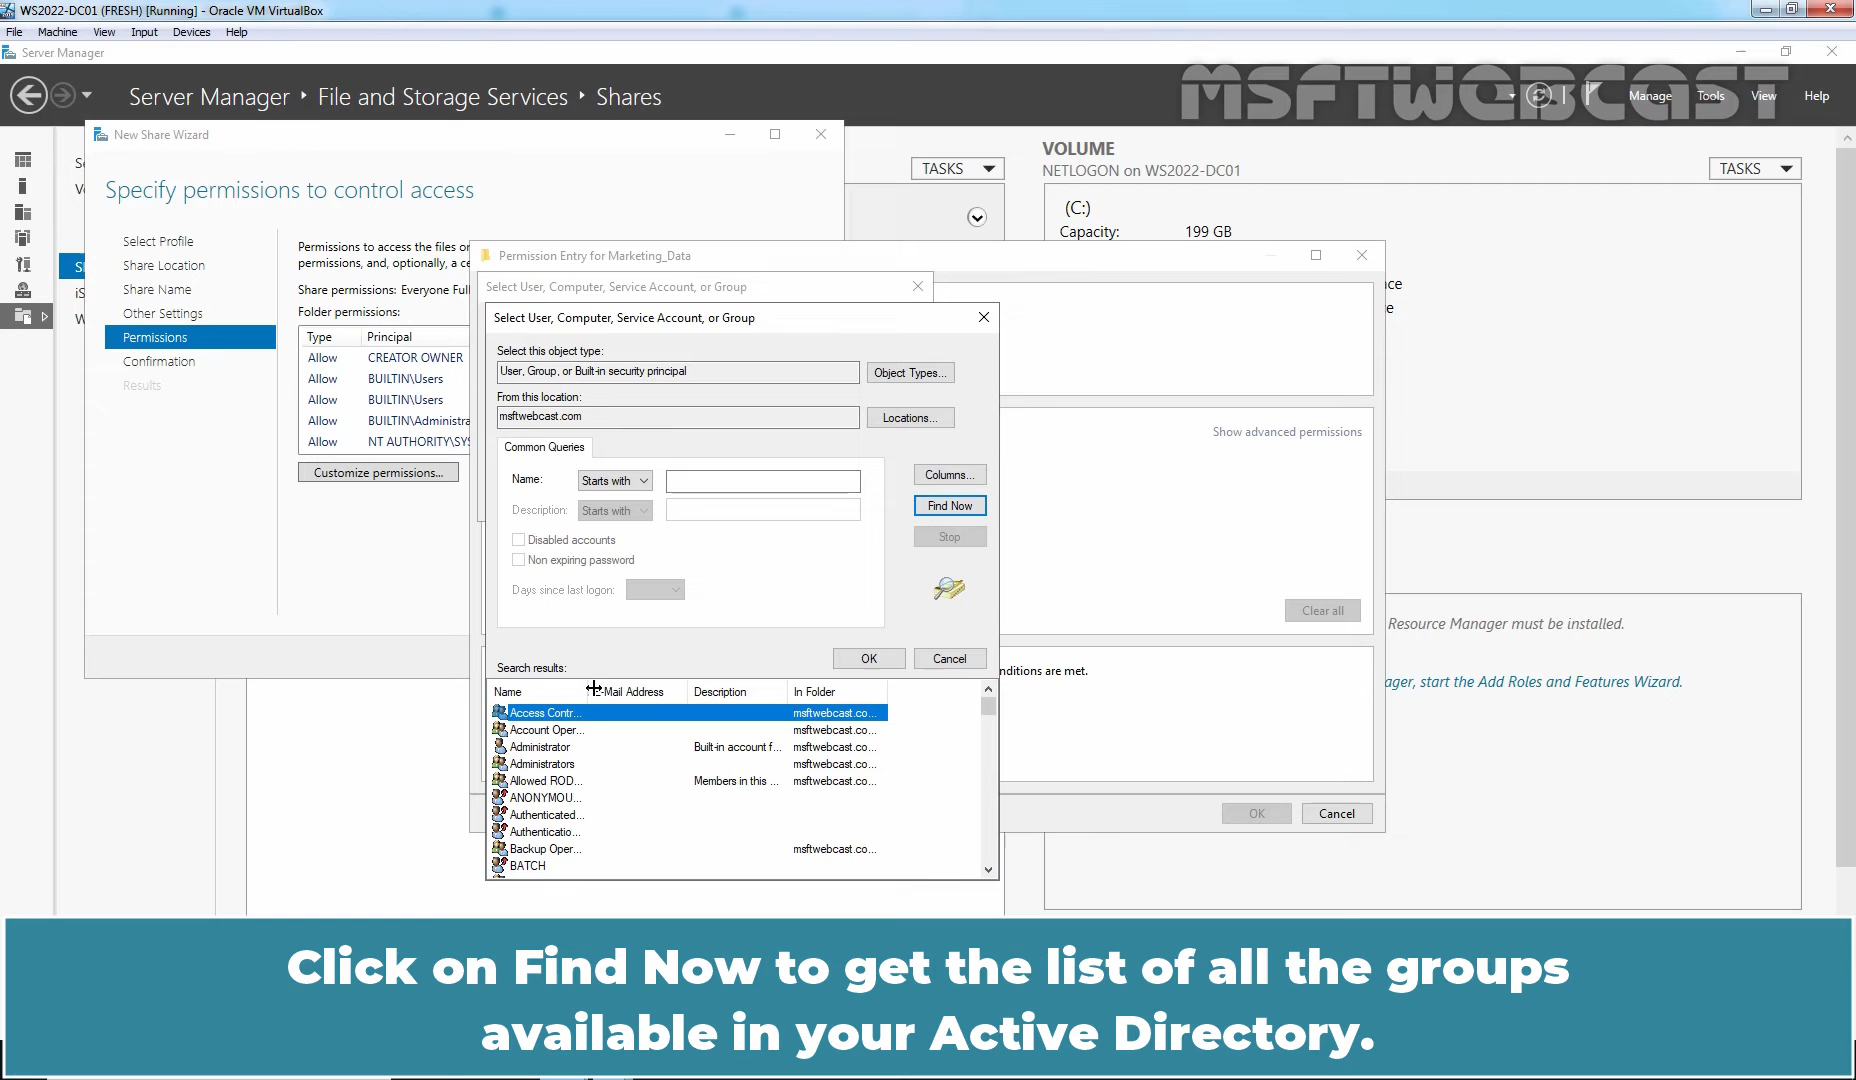 WS2022-DC01 (FRESH) [Running] - Oracle VM VirtualBox
File Machine View Input Devices Help
Server Manager
Server Manager ‣ File and Storage Services ‣ Shares
MSFTWEBCAST
Manage Tools View Help
New Share Wizard
Specify permissions to control access
Select Profile
Share Location
Share Name
Other Settings
Permissions
Confirmation
Results
Permissions to access the files or
permissions, and, optionally, a ce
Share permissions: Everyone Full
Folder permissions:
Type Principal
Allow CREATOR OWNER
Allow BUILTIN\Users
Allow BUILTIN\Users
Allow BUILTIN\Administra
Allow NT AUTHORITY\SYS
Customize permissions...
TASKS
VOLUME
NETLOGON on WS2022-DC01
TASKS
(C:)
Capacity: 199 GB
Permission Entry for Marketing_Data
Select User, Computer, Service Account, or Group
Select User, Computer, Service Account, or Group
Select this object type:
User, Group, or Built-in security principal
Object Types...
From this location:
msftwebcast.com
Locations...
Common Queries
Name: Starts with
Description: Starts with
Disabled accounts
Non expiring password
Days since last logon:
Columns...
Find Now
Stop
OK Cancel
Search results:
Name E-Mail Address Description In Folder
Access Contr... msftwebcast.co...
Account Oper... msftwebcast.co...
Administrator Built-in account f... msftwebcast.co...
Administrators msftwebcast.co...
Allowed ROD... Members in this ... msftwebcast.co...
ANONYMOU...
Authenticated...
Authenticatio...
Backup Oper... msftwebcast.co...
BATCH
Show advanced permissions
Clear all
nditions are met.
OK Cancel
Resource Manager must be installed.
ager, start the Add Roles and Features Wizard.
Click on Find Now to get the list of all the groups
available in your Active Directory.